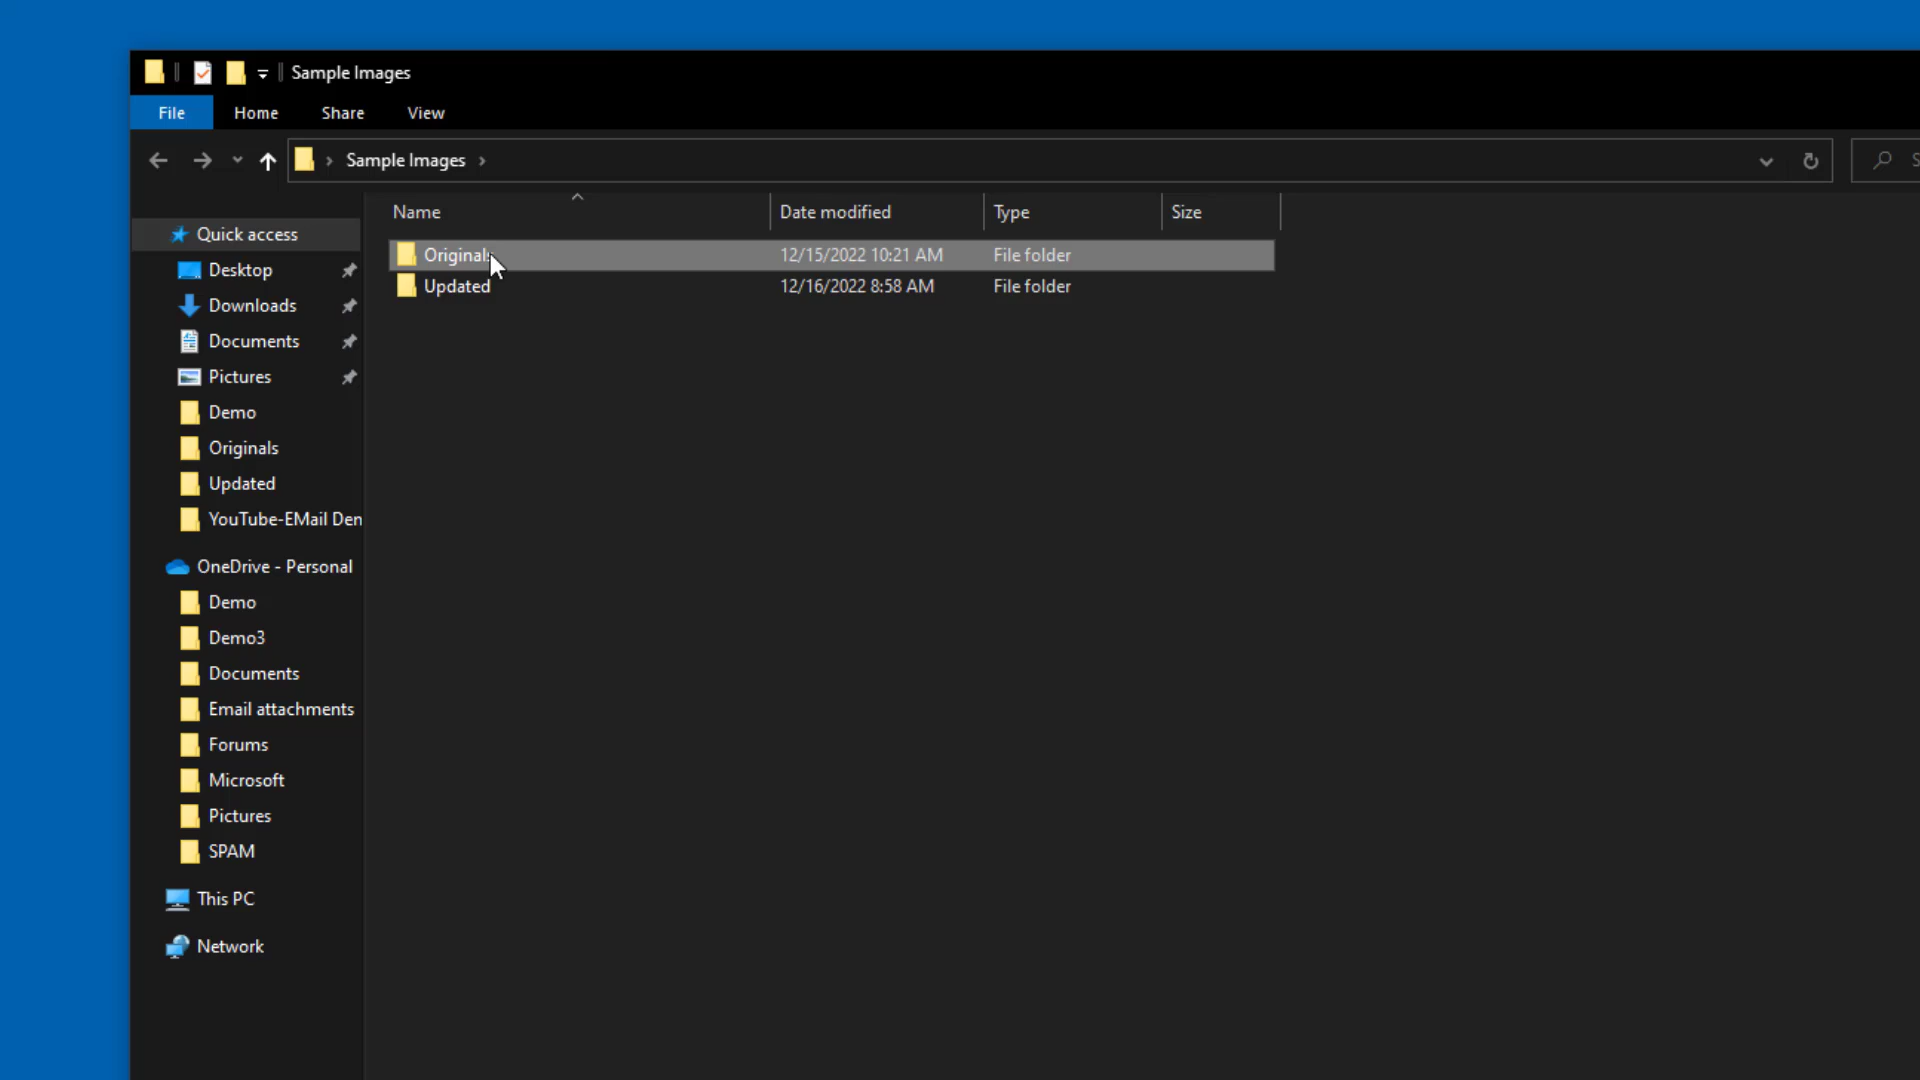 Sample Images
File Home Share View
Sample Images
Name Date modified Type Size
Originals 12/15/2022 10:21 AM File folder
Updated 12/16/2022 8:58 AM File folder
Quick access
Desktop
Downloads
Documents
Pictures
Demo
Originals
Updated
YouTube-EMail Den
OneDrive - Personal
Demo
Demo3
Documents
Email attachments
Forums
Microsoft
Pictures
SPAM
This PC
Network